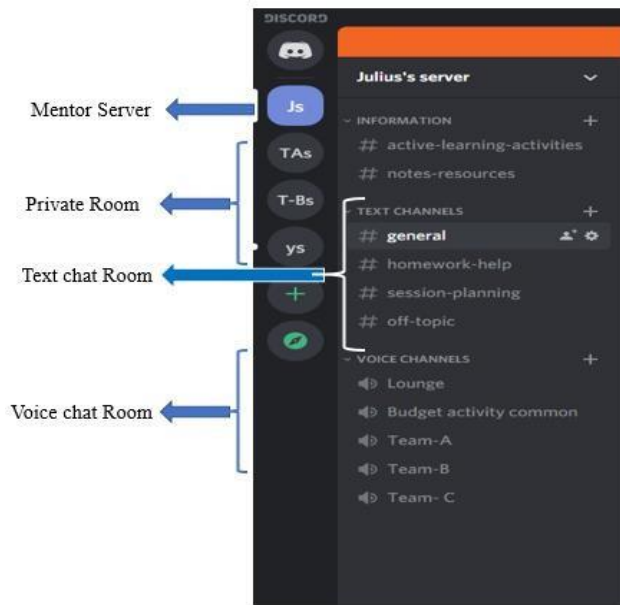 DISCORD
Julius's server
Mentor Server
Js
INFORMATION
# active-learning-activities
# notes-resources
TAs
Private Room
T-Bs
ys
TEXT CHANNELS
# general
# homework-help
# session-planning
# off-topic
Text chat Room
VOICE CHANNELS
Lounge
Budget activity common
Team-A
Team-B
Team- C
Voice chat Room